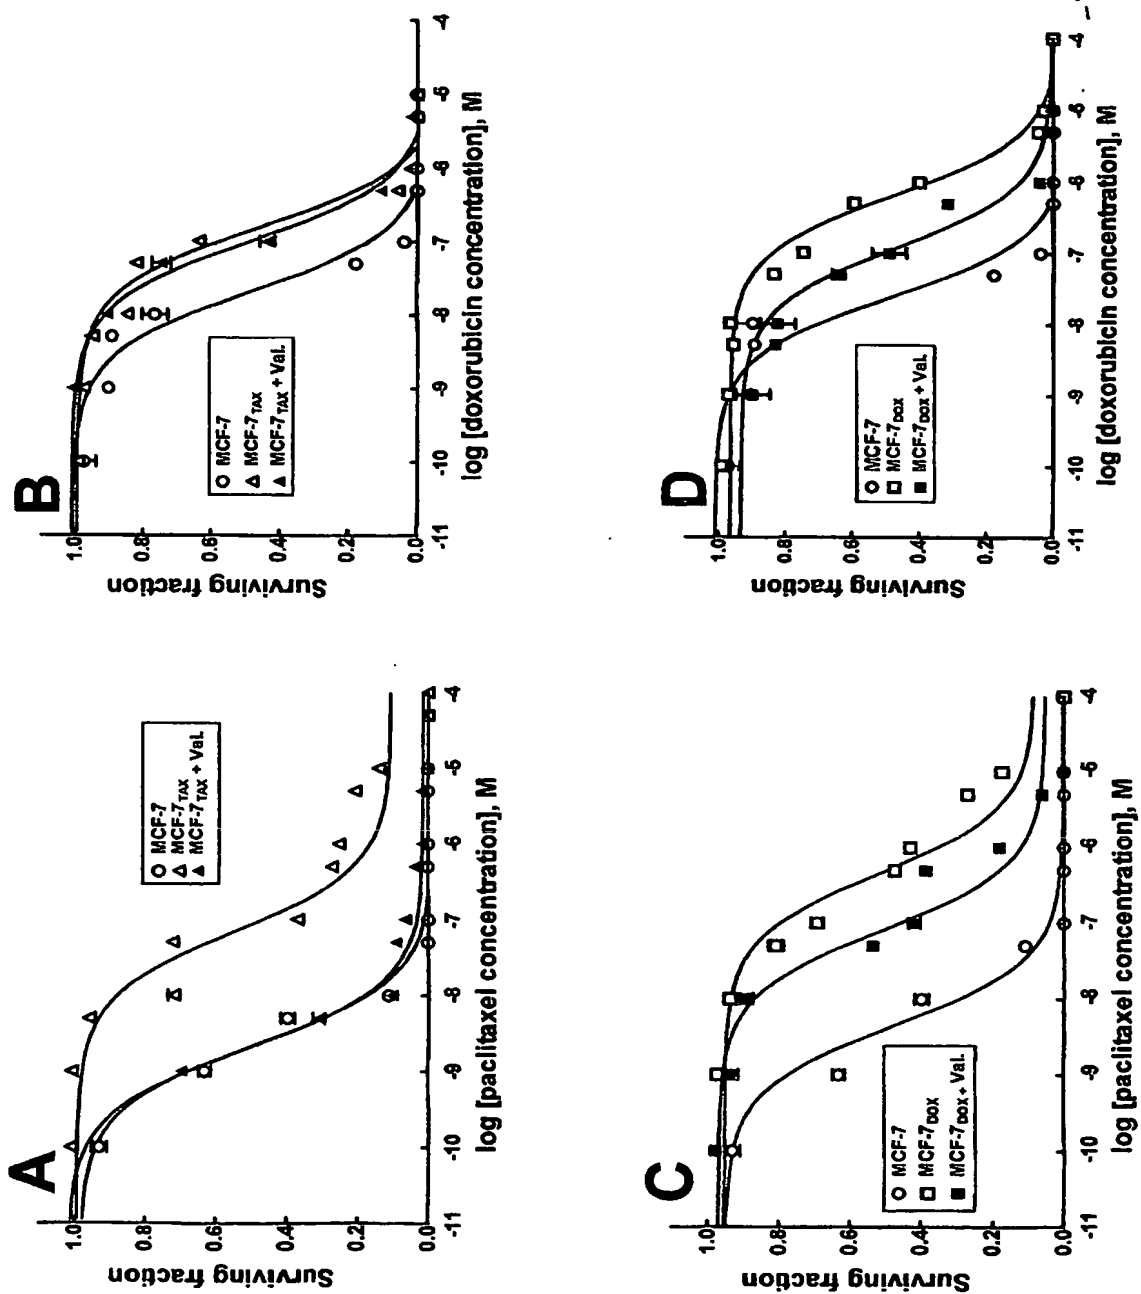 A
Surviving fraction
1.0
0.8
0.6
0.4
0.2
0.0
-11
-10
-9
-8
-7
-6
-5
-4
log [paclitaxel concentration], M
MCF-7
MCF-7TAX
MCF-7TAX + Val.
B
Surviving fraction
1.0
0.8
0.6
0.4
0.2
0.0
-11
-10
-9
-8
-7
-6
-5
-4
log [doxorubicin concentration], M
MCF-7
MCF-7TAX
MCF-7TAX + Val.
C
Surviving fraction
1.0
0.8
0.6
0.4
0.2
0.0
-11
-10
-9
-8
-7
-6
-5
-4
log [paclitaxel concentration], M
MCF-7
MCF-7DOX
MCF-7DOX + Val.
D
Surviving fraction
1.0
0.8
0.6
0.4
0.2
0.0
-11
-10
-9
-8
-7
-6
-5
-4
log [doxorubicin concentration], M
MCF-7
MCF-7DOX
MCF-7DOX + Val.